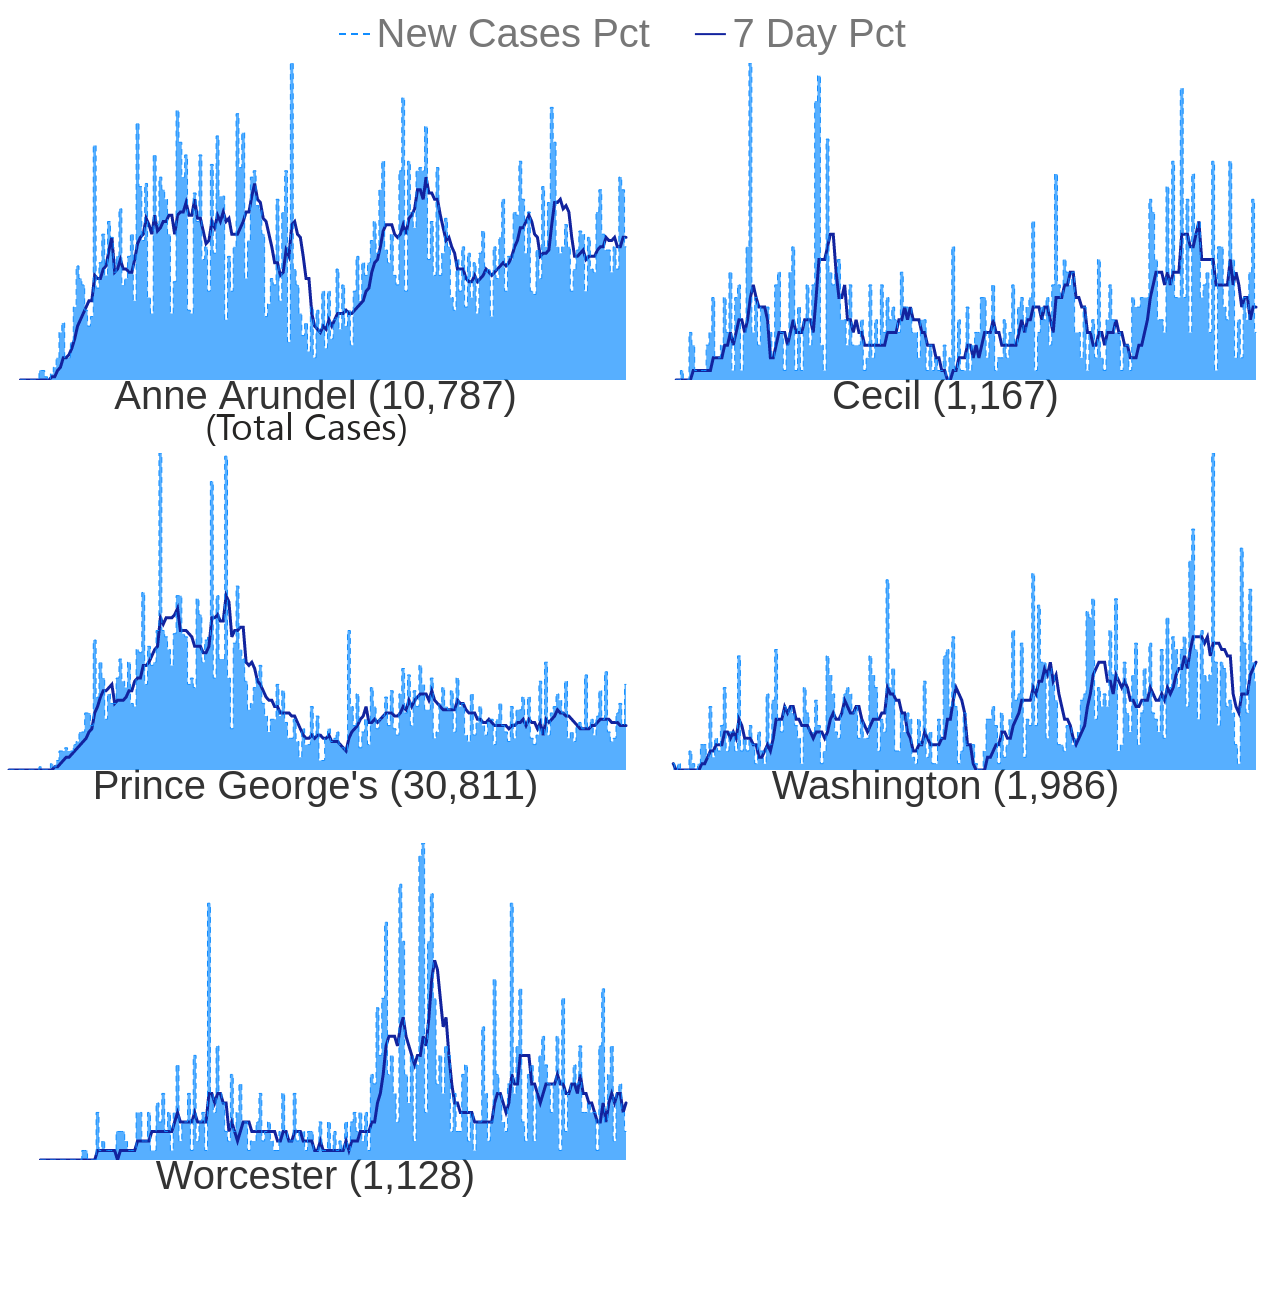 New Cases Pct 7 Day Pct
Anne Arundel (10,787)
(Total Cases)
Cecil (1,167)
Prince George's (30,811)
Washington (1,986)
Worcester (1,128)